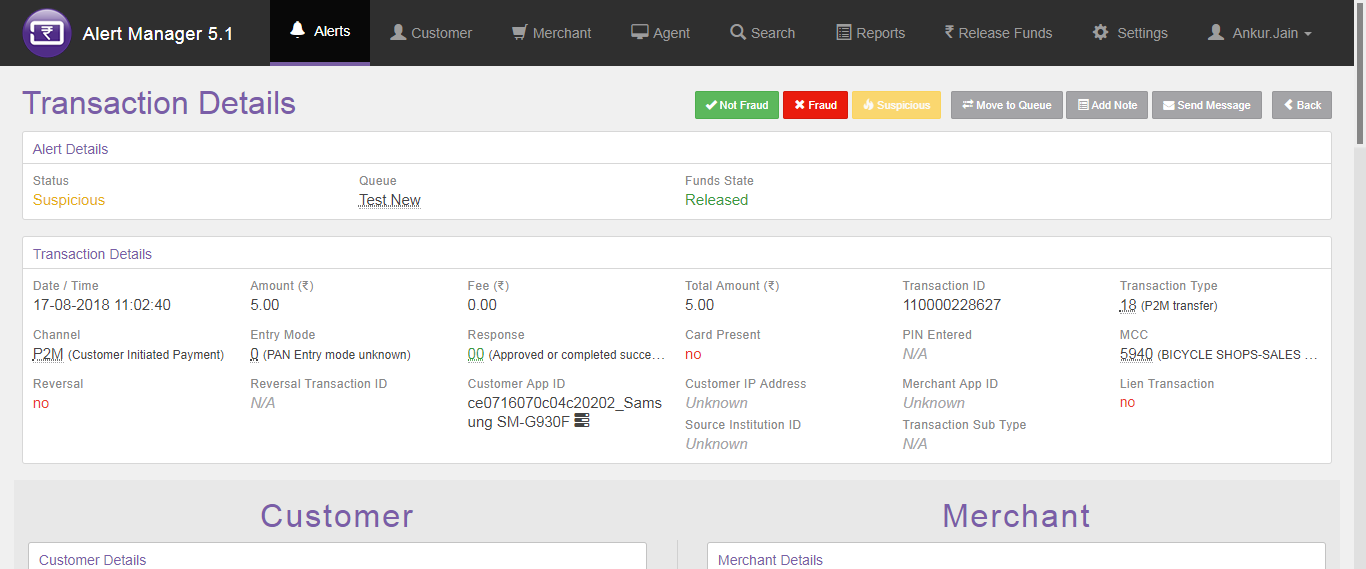 Alert Manager 5.1 Alerts Customer Merchant Agent Search Reports ₹ Release Funds Settings Ankur.Jain
Transaction Details Not Fraud Fraud Suspicious Move to Queue Add Note Send Message Back
Alert Details
Status Queue Funds State
Suspicious Test New Released
Transaction Details
Date / Time Amount (₹) Fee (₹) Total Amount (₹) Transaction ID Transaction Type
17-08-2018 11:02:40 5.00 0.00 5.00 110000228627 18 (P2M transfer)
Channel Entry Mode Response Card Present PIN Entered MCC
P2M (Customer Initiated Payment) 0 (PAN Entry mode unknown) 00 (Approved or completed succe… no N/A 5940 (BICYCLE SHOPS-SALES …
Reversal Reversal Transaction ID Customer App ID Customer IP Address Merchant App ID Lien Transaction
no N/A ce0716070c04c20202_Sams Unknown Unknown no
ung SM-G930F Source Institution ID Transaction Sub Type
Unknown N/A
Customer Merchant
Customer Details Merchant Details